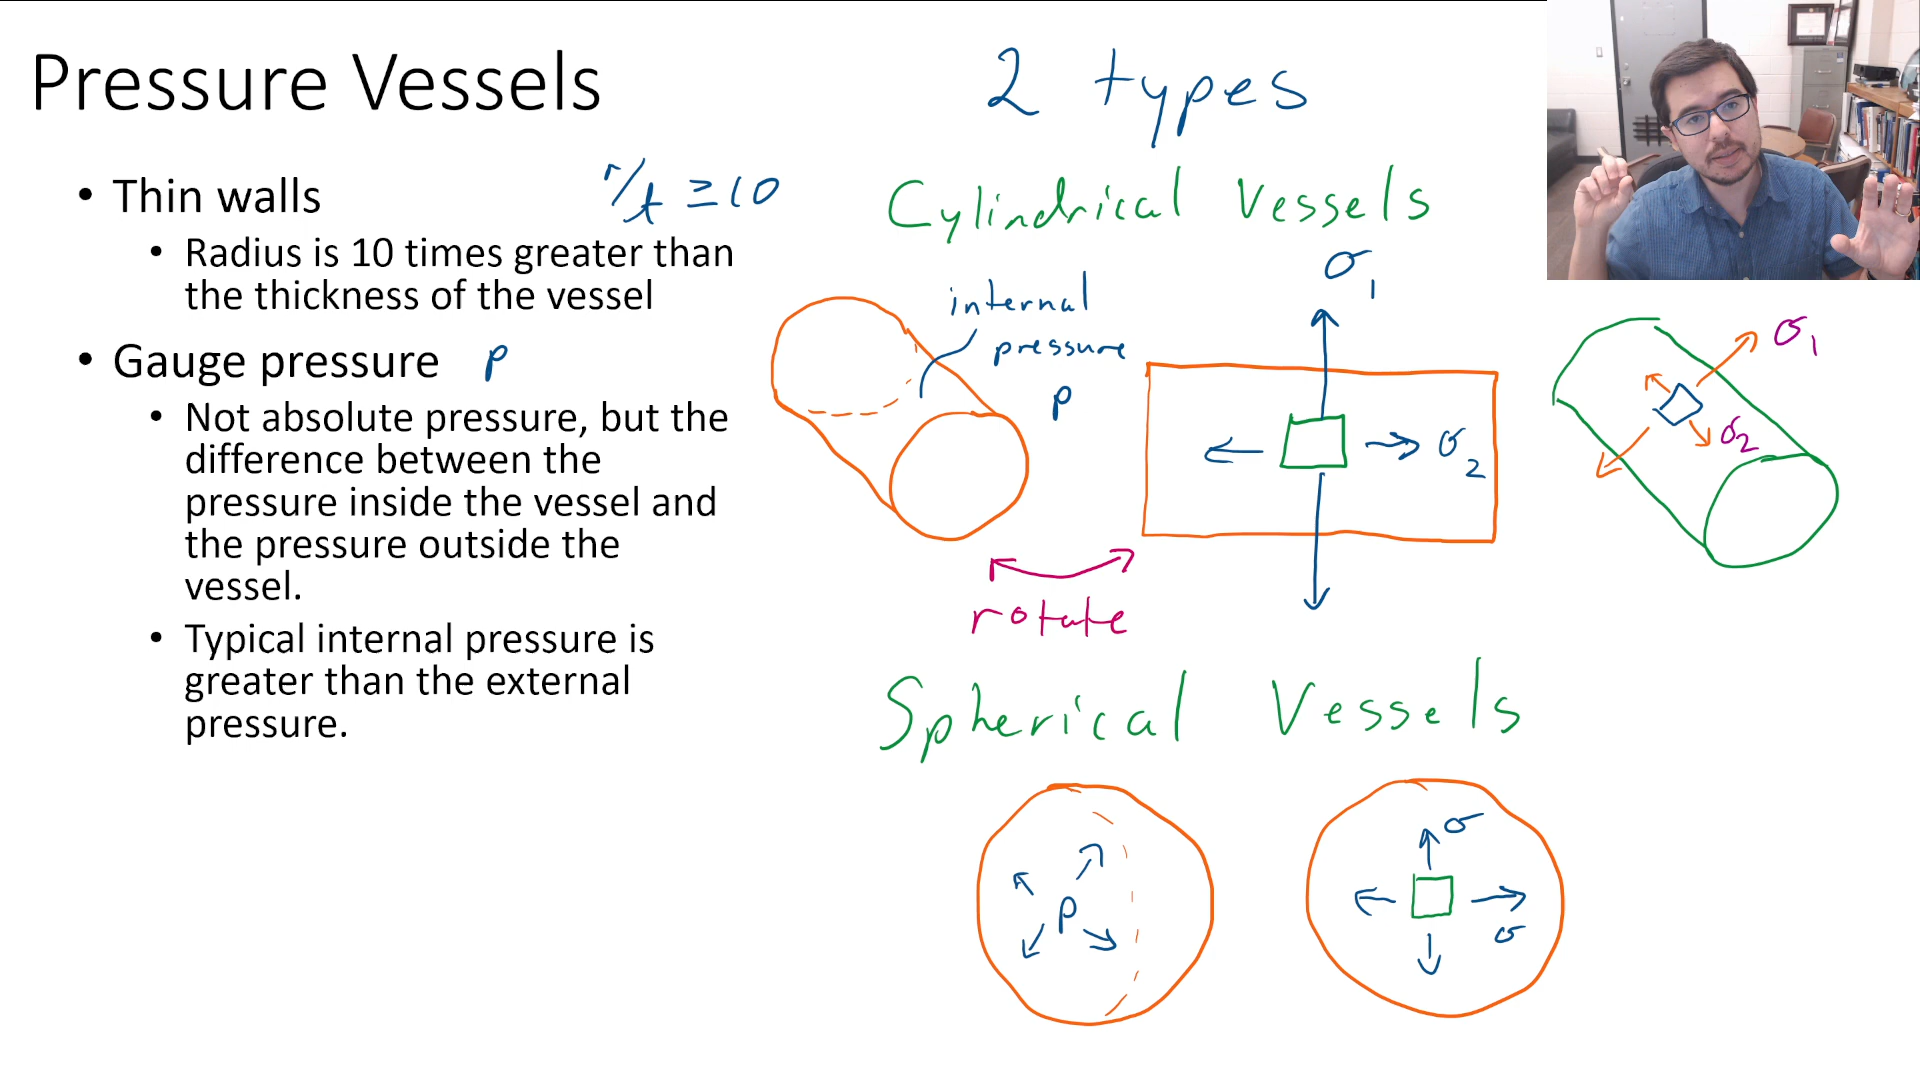 Pressure Vessels
• Thin walls
r/t ≥ 10
• Radius is 10 times greater than
the thickness of the vessel
• Gauge pressure p
• Not absolute pressure, but the
difference between the
pressure inside the vessel and
the pressure outside the
vessel.
• Typical internal pressure is
greater than the external
pressure.
2 types
Cylindrical Vessels
internal
pressure
p
σ1
σ2
rotate
σ1
σ2
Spherical Vessels
p
σ
σ